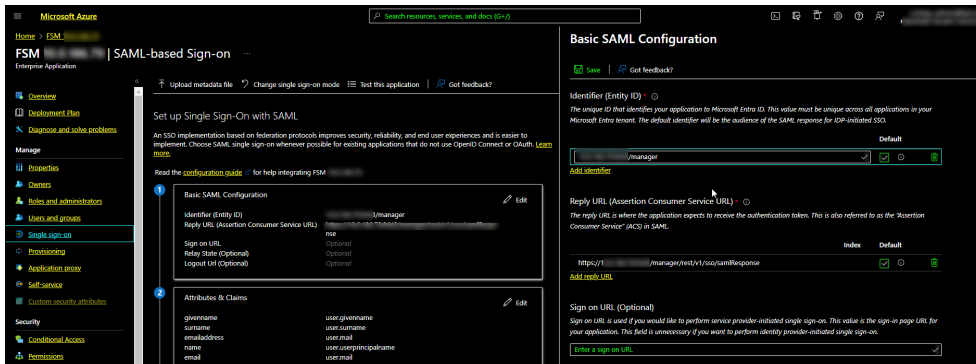 Microsoft Azure
Search resources, services, and docs (G+/)
Home > FSM
FSM | SAML-based Sign-on ...
Enterprise Application
Overview
Deployment Plan
Diagnose and solve problems
Manage
Properties
Owners
Roles and administrators
Users and groups
Single sign-on
Provisioning
Application proxy
Self-service
Custom security attributes
Security
Conditional Access
Permissions
Upload metadata file Change single sign-on mode Test this application Got feedback?
Set up Single Sign-On with SAML
An SSO implementation based on federation protocols improves security, reliability, and end user experiences and is easier to
implement. Choose SAML single sign-on whenever possible for existing applications that do not use OpenID Connect or OAuth. Learn
more.
Read the configuration guide for help integrating FSM
1
Basic SAML Configuration
Edit
Identifier (Entity ID) /manager
Reply URL (Assertion Consumer Service URL)
nse
Sign on URL Optional
Relay State (Optional) Optional
Logout Url (Optional) Optional
2
Attributes & Claims
Edit
givenname user.givenname
surname user.surname
emailaddress user.mail
name user.userprincipalname
email user.mail
Basic SAML Configuration
Save Got feedback?
Identifier (Entity ID) *
The unique ID that identifies your application to Microsoft Entra ID. This value must be unique across all applications in your
Microsoft Entra tenant. The default identifier will be the audience of the SAML response for IDP-initiated SSO.
Default
/manager
Add identifier
Reply URL (Assertion Consumer Service URL) *
The reply URL is where the application expects to receive the authentication token. This is also referred to as the "Assertion
Consumer Service" (ACS) in SAML.
Index Default
https://1 /manager/rest/v1/sso/samlResponse
Add reply URL
Sign on URL (Optional)
Sign on URL is used if you would like to perform service provider-initiated single sign-on. This value is the sign-in page URL for
your application. This field is unnecessary if you want to perform identity provider-initiated single sign-on.
Enter a sign on URL